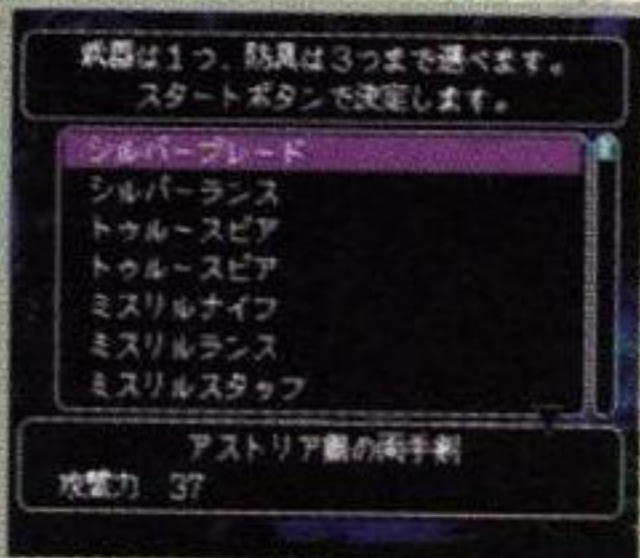 武器は1つ、防具は3つまで選べます。
スタートボタンで決定します。
シルバーブレード
シルバーランス
トゥルースピア
トゥルースピア
ミスリルナイフ
ミスリルランス
ミスリルスタッフ
アストリア銀の両手剣
攻撃力 37